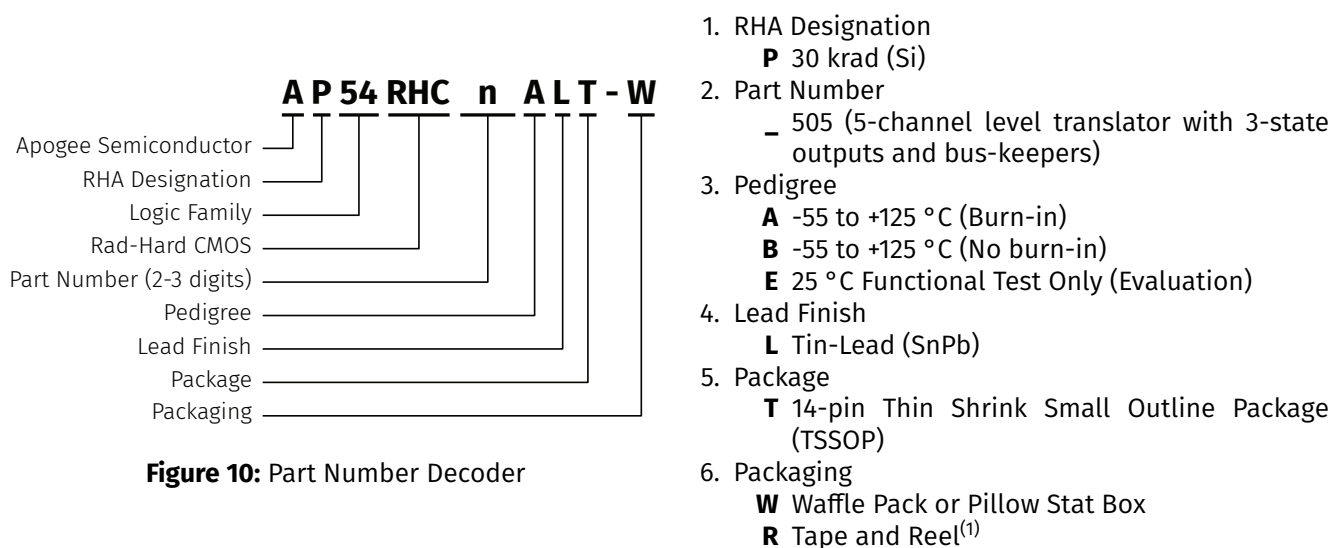 A P 54 RHC n A L T - W
Apogee Semiconductor
RHA Designation
Logic Family
Rad-Hard CMOS
Part Number (2-3 digits)
Pedigree
Lead Finish
Package
Packaging
Figure 10: Part Number Decoder
1. RHA Designation
P 30 krad (Si)
2. Part Number
_ 505 (5-channel level translator with 3-state
outputs and bus-keepers)
3. Pedigree
A -55 to +125 °C (Burn-in)
B -55 to +125 °C (No burn-in)
E 25 °C Functional Test Only (Evaluation)
4. Lead Finish
L Tin-Lead (SnPb)
5. Package
T 14-pin Thin Shrink Small Outline Package
(TSSOP)
6. Packaging
W Waffle Pack or Pillow Stat Box
R Tape and Reel(1)